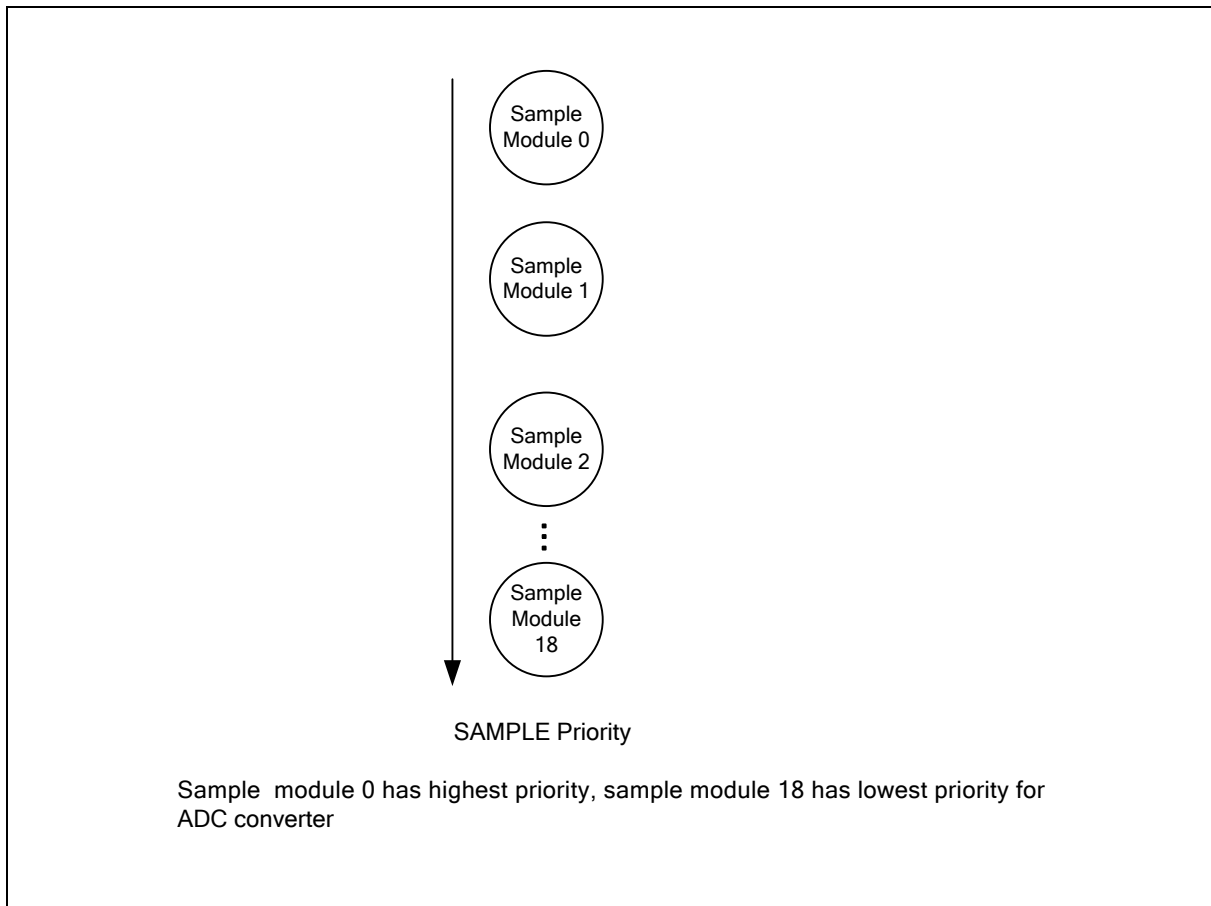 Sample
Module 0
Sample
Module 1
Sample
Module 2
Sample
Module
18
SAMPLE Priority
Sample module 0 has highest priority, sample module 18 has lowest priority for
ADC converter